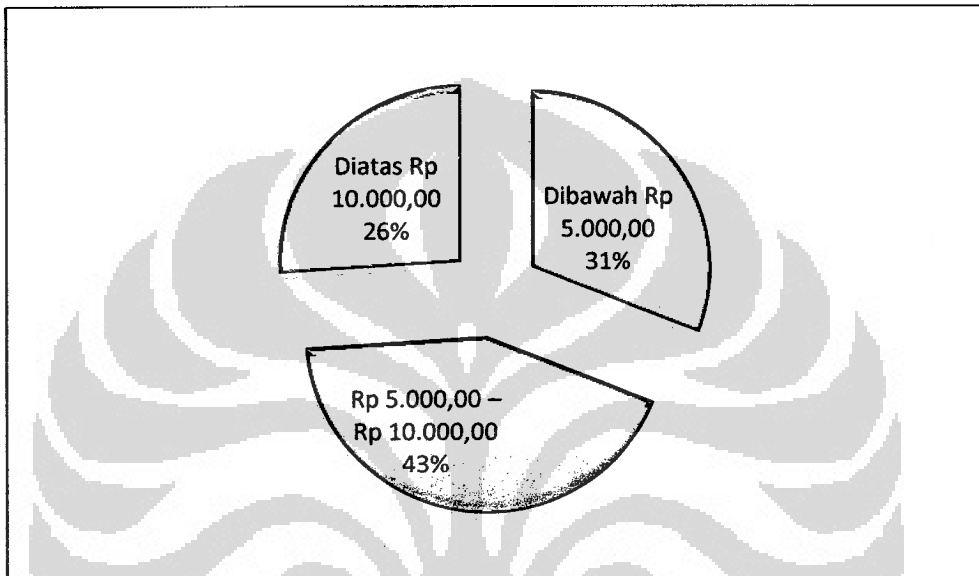 Diatas Rp
10.000,00
26%
Dibawah Rp
5.000,00
31%
Rp 5.000,00 –
Rp 10.000,00
43%